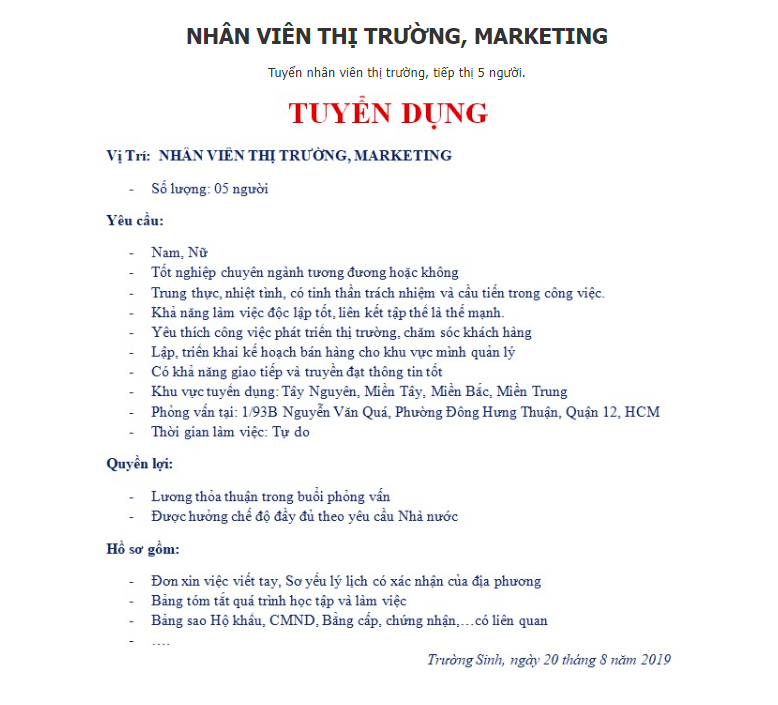 NHÂN VIÊN THỊ TRƯỜNG, MARKETING
Tuyển nhân viên thị trường, tiếp thị 5 người.
TUYỂN DỤNG
Vị Trí: NHÂN VIÊN THỊ TRƯỜNG, MARKETING
- Số lượng: 05 người
Yêu cầu:
- Nam, Nữ
- Tốt nghiệp chuyên ngành tương đương hoặc không
- Trung thực, nhiệt tình, có tinh thần trách nhiệm và cầu tiến trong công việc.
- Khả năng làm việc độc lập tốt, liên kết tập thể là thế mạnh.
- Yêu thích công việc phát triển thị trường, chăm sóc khách hàng
- Lập, triển khai kế hoạch bán hàng cho khu vực mình quản lý
- Có khả năng giao tiếp và truyền đạt thông tin tốt
- Khu vực tuyển dụng: Tây Nguyên, Miền Tây, Miền Bắc, Miền Trung
- Phỏng vấn tại: 1/93B Nguyễn Văn Quá, Phường Đông Hưng Thuận, Quận 12, HCM
- Thời gian làm việc: Tự do
Quyền lợi:
- Lương thỏa thuận trong buổi phỏng vấn
- Được hưởng chế độ đầy đủ theo yêu cầu Nhà nước
Hồ sơ gồm:
- Đơn xin việc viết tay, Sơ yếu lý lịch có xác nhận của địa phương
- Bảng tóm tắt quá trình học tập và làm việc
- Bảng sao Hộ khẩu, CMND, Bằng cấp, chứng nhận,…có liên quan
- ….
Trường Sinh, ngày 20 tháng 8 năm 2019